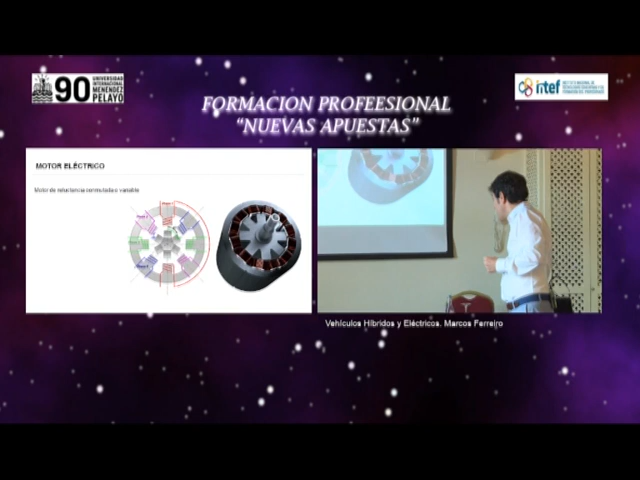 90
UNIVERSIDAD
INTERNACIONAL
MENÉNDEZ
PELAYO
FORMACION PROFEESIONAL
“NUEVAS APUESTAS”
intef
MOTOR ELÉCTRICO
Motor de reluctancia conmutada o variable
Vehículos Híbridos y Eléctricos. Marcos Ferreiro